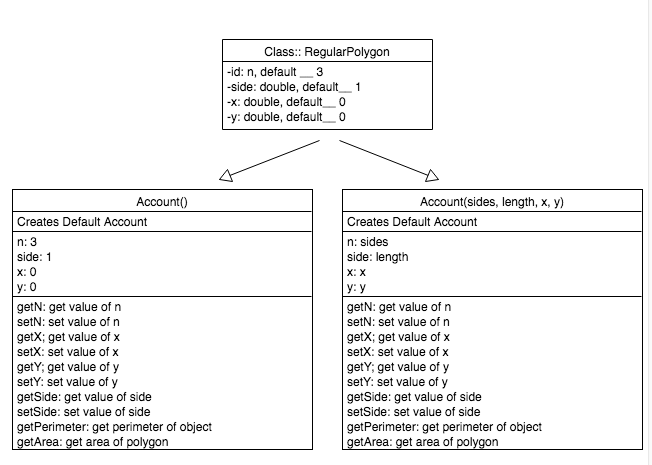 Class:: RegularPolygon
-id: n, default __ 3
-side: double, default__ 1
-x: double, default__ 0
-y: double, default__ 0
Account()
Creates Default Account
n: 3
side: 1
x: 0
y: 0
getN: get value of n
setN: set value of n
getX; get value of x
setX: set value of x
getY; get value of y
setY: set value of y
getSide: get value of side
setSide: set value of side
getPerimeter: get perimeter of object
getArea: get area of polygon
Account(sides, length, x, y)
Creates Default Account
n: sides
side: length
x: x
y: y
getN: get value of n
setN: set value of n
getX; get value of x
setX: set value of x
getY; get value of y
setY: set value of y
getSide: get value of side
setSide: set value of side
getPerimeter: get perimeter of object
getArea: get area of polygon